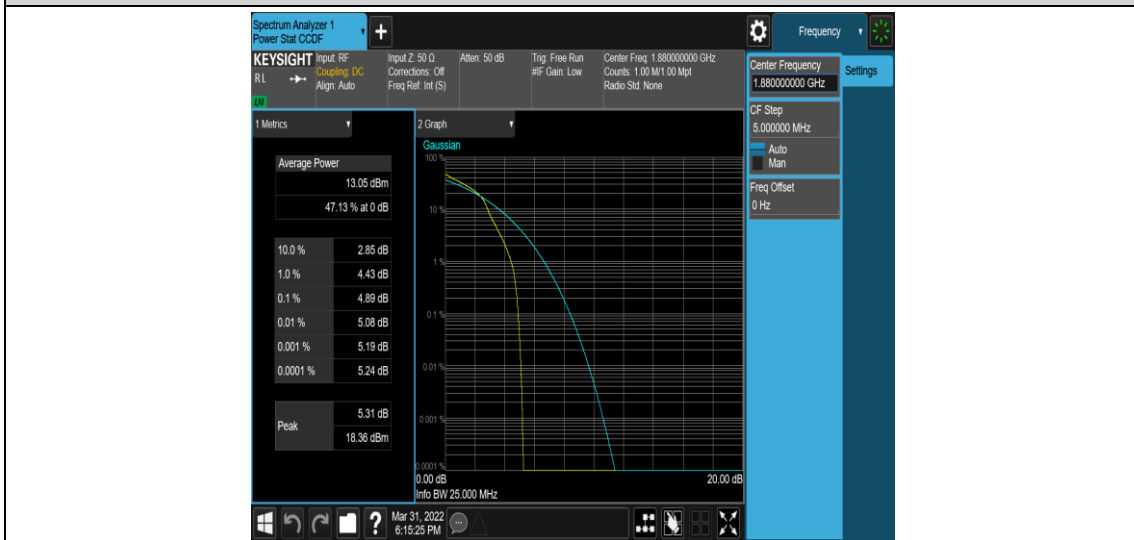 Spectrum Analyzer 1
Power Stat CCDF
+
Frequency
KEYSIGHT
RL
LXI
Input: RF
Coupling: DC
Align: Auto
Input Z: 50 Ω
Corrections: Off
Freq Ref: Int (S)
Atten: 50 dB
Trig: Free Run
#IF Gain: Low
Center Freq: 1.880000000 GHz
Counts: 1.00 M/1.00 Mpt
Radio Std: None
Center Frequency
1.880000000 GHz
Settings
CF Step
5.000000 MHz
Auto
Man
Freq Offset
0 Hz
1 Metrics
Average Power
13.05 dBm
47.13 % at 0 dB
10.0 % 2.85 dB
1.0 % 4.43 dB
0.1 % 4.89 dB
0.01 % 5.08 dB
0.001 % 5.19 dB
0.0001 % 5.24 dB
Peak
5.31 dB
18.36 dBm
2 Graph
Gaussian
100 %
10 %
1 %
0.1 %
0.01 %
0.001 %
0.0001 %
0.00 dB 20.00 dB
Info BW 25.000 MHz
?
Mar 31, 2022
6:15:25 PM